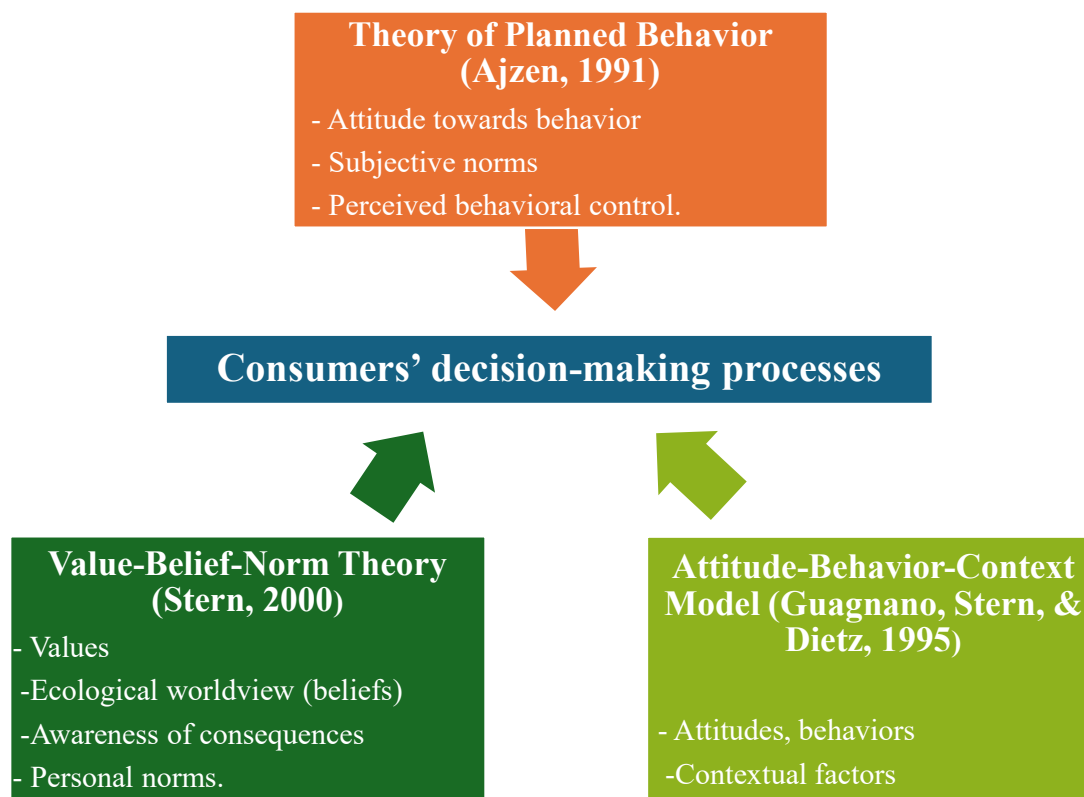 Theory of Planned Behavior
(Ajzen, 1991)
- Attitude towards behavior
- Subjective norms
- Perceived behavioral control.
Consumers’ decision-making processes
Value-Belief-Norm Theory
(Stern, 2000)
- Values
-Ecological worldview (beliefs)
-Awareness of consequences
- Personal norms.
Attitude-Behavior-Context
Model (Guagnano, Stern, &
Dietz, 1995)
- Attitudes, behaviors
-Contextual factors